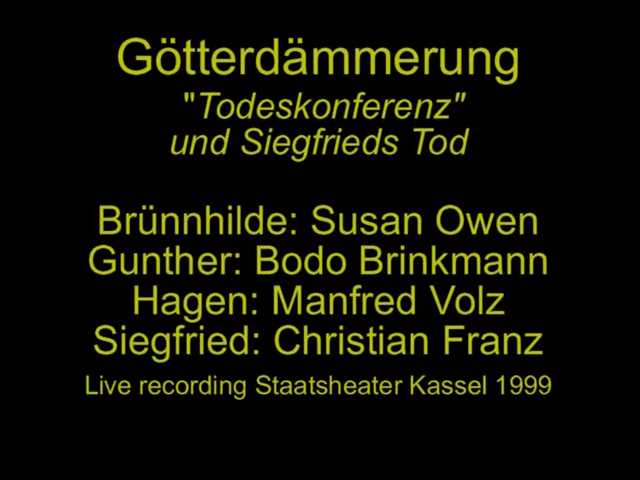 Götterdämmerung
"Todeskonferenz"
und Siegfrieds Tod
Brünnhilde: Susan Owen
Gunther: Bodo Brinkmann
Hagen: Manfred Volz
Siegfried: Christian Franz
Live recording Staatsheater Kassel 1999